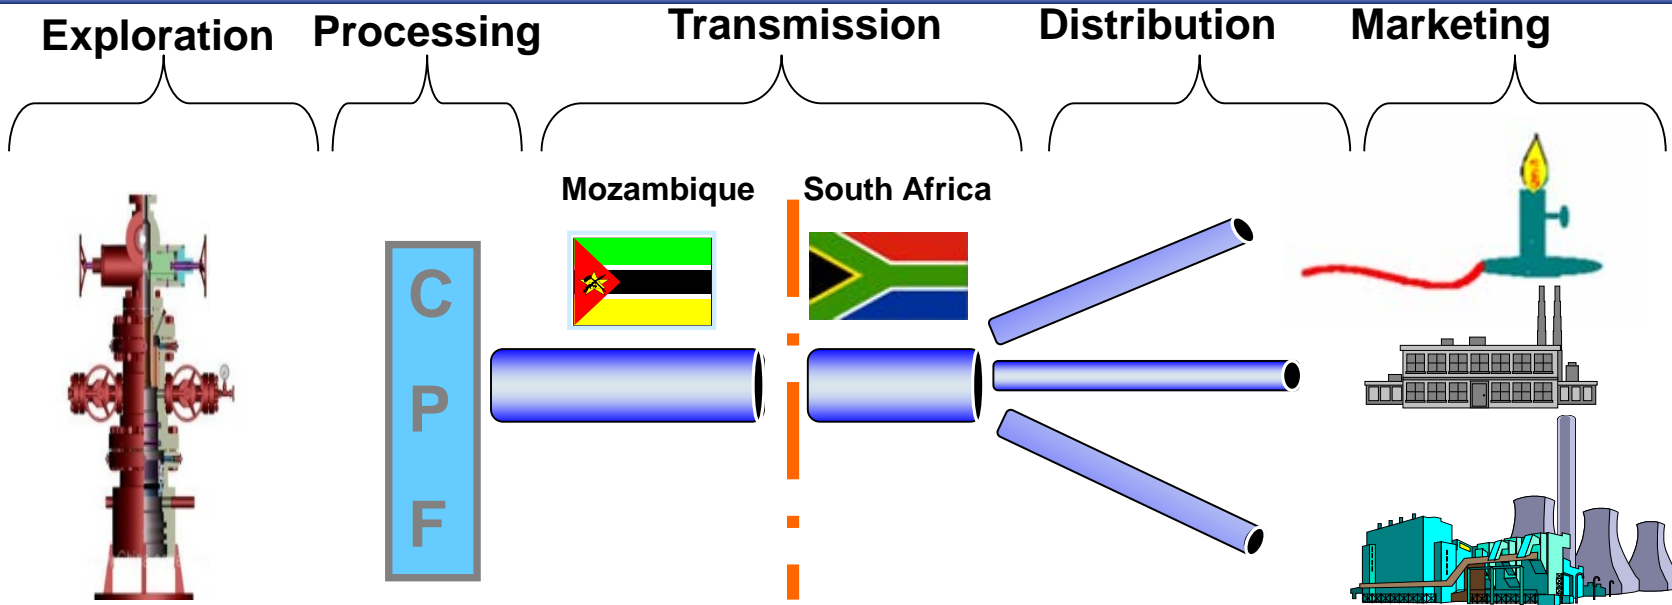 Exploration
Processing
Transmission
Distribution
Marketing
Mozambique
South Africa
C
P
F